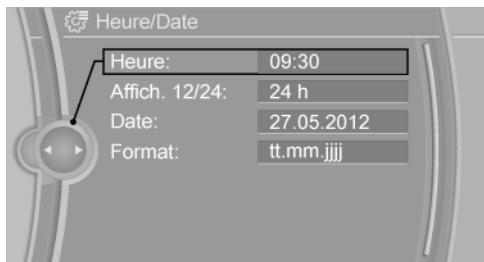 Heure/Date
Heure: 09:30
Affich. 12/24: 24 h
Date: 27.05.2012
Format: tt.mm.jjjj